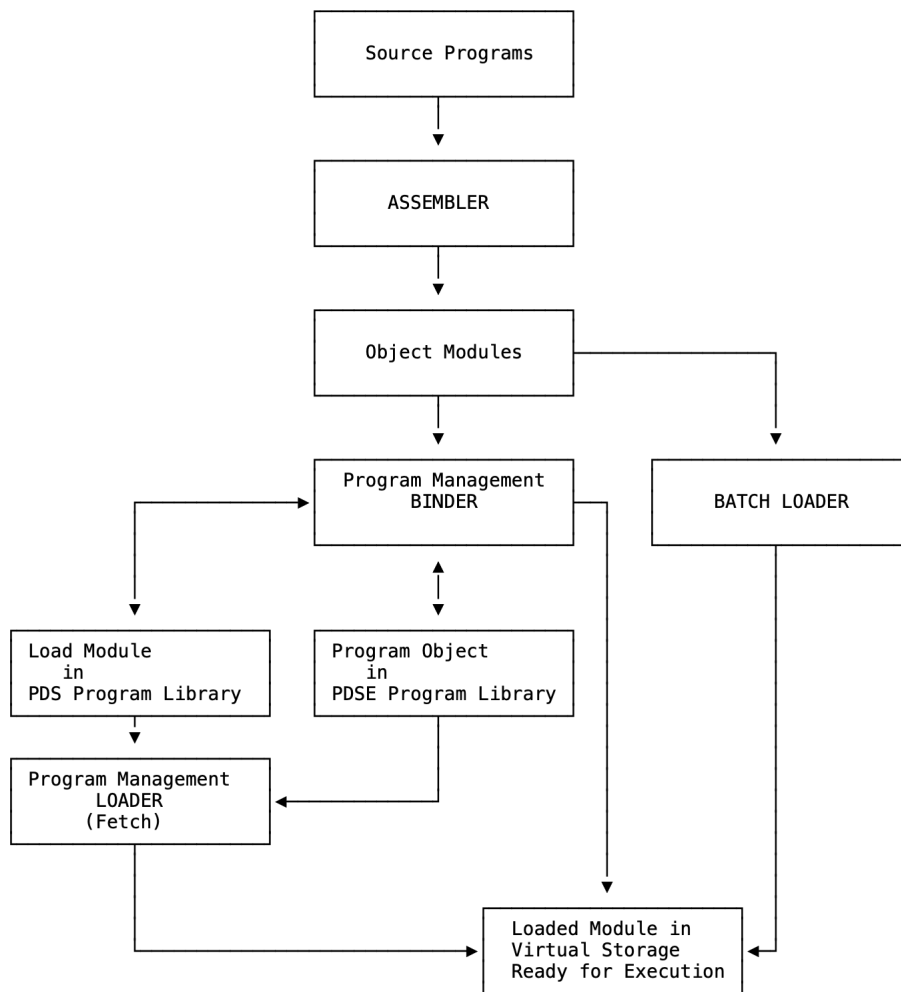 Source Programs
ASSEMBLER
Object Modules
Program Management
BINDER
BATCH LOADER
Load Module
in
PDS Program Library
Program Object
in
PDSE Program Library
Program Management
LOADER
(Fetch)
Loaded Module in
Virtual Storage
Ready for Execution